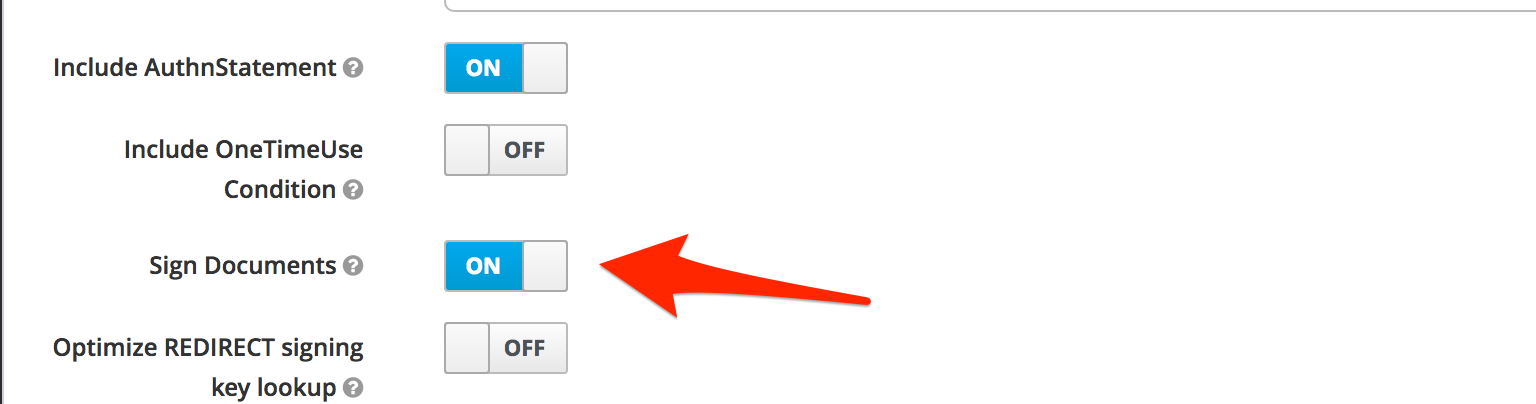 Include AuthnStatement ? ON
Include OneTimeUse OFF
Condition ?
Sign Documents ? ON
Optimize REDIRECT signing OFF
key lookup ?